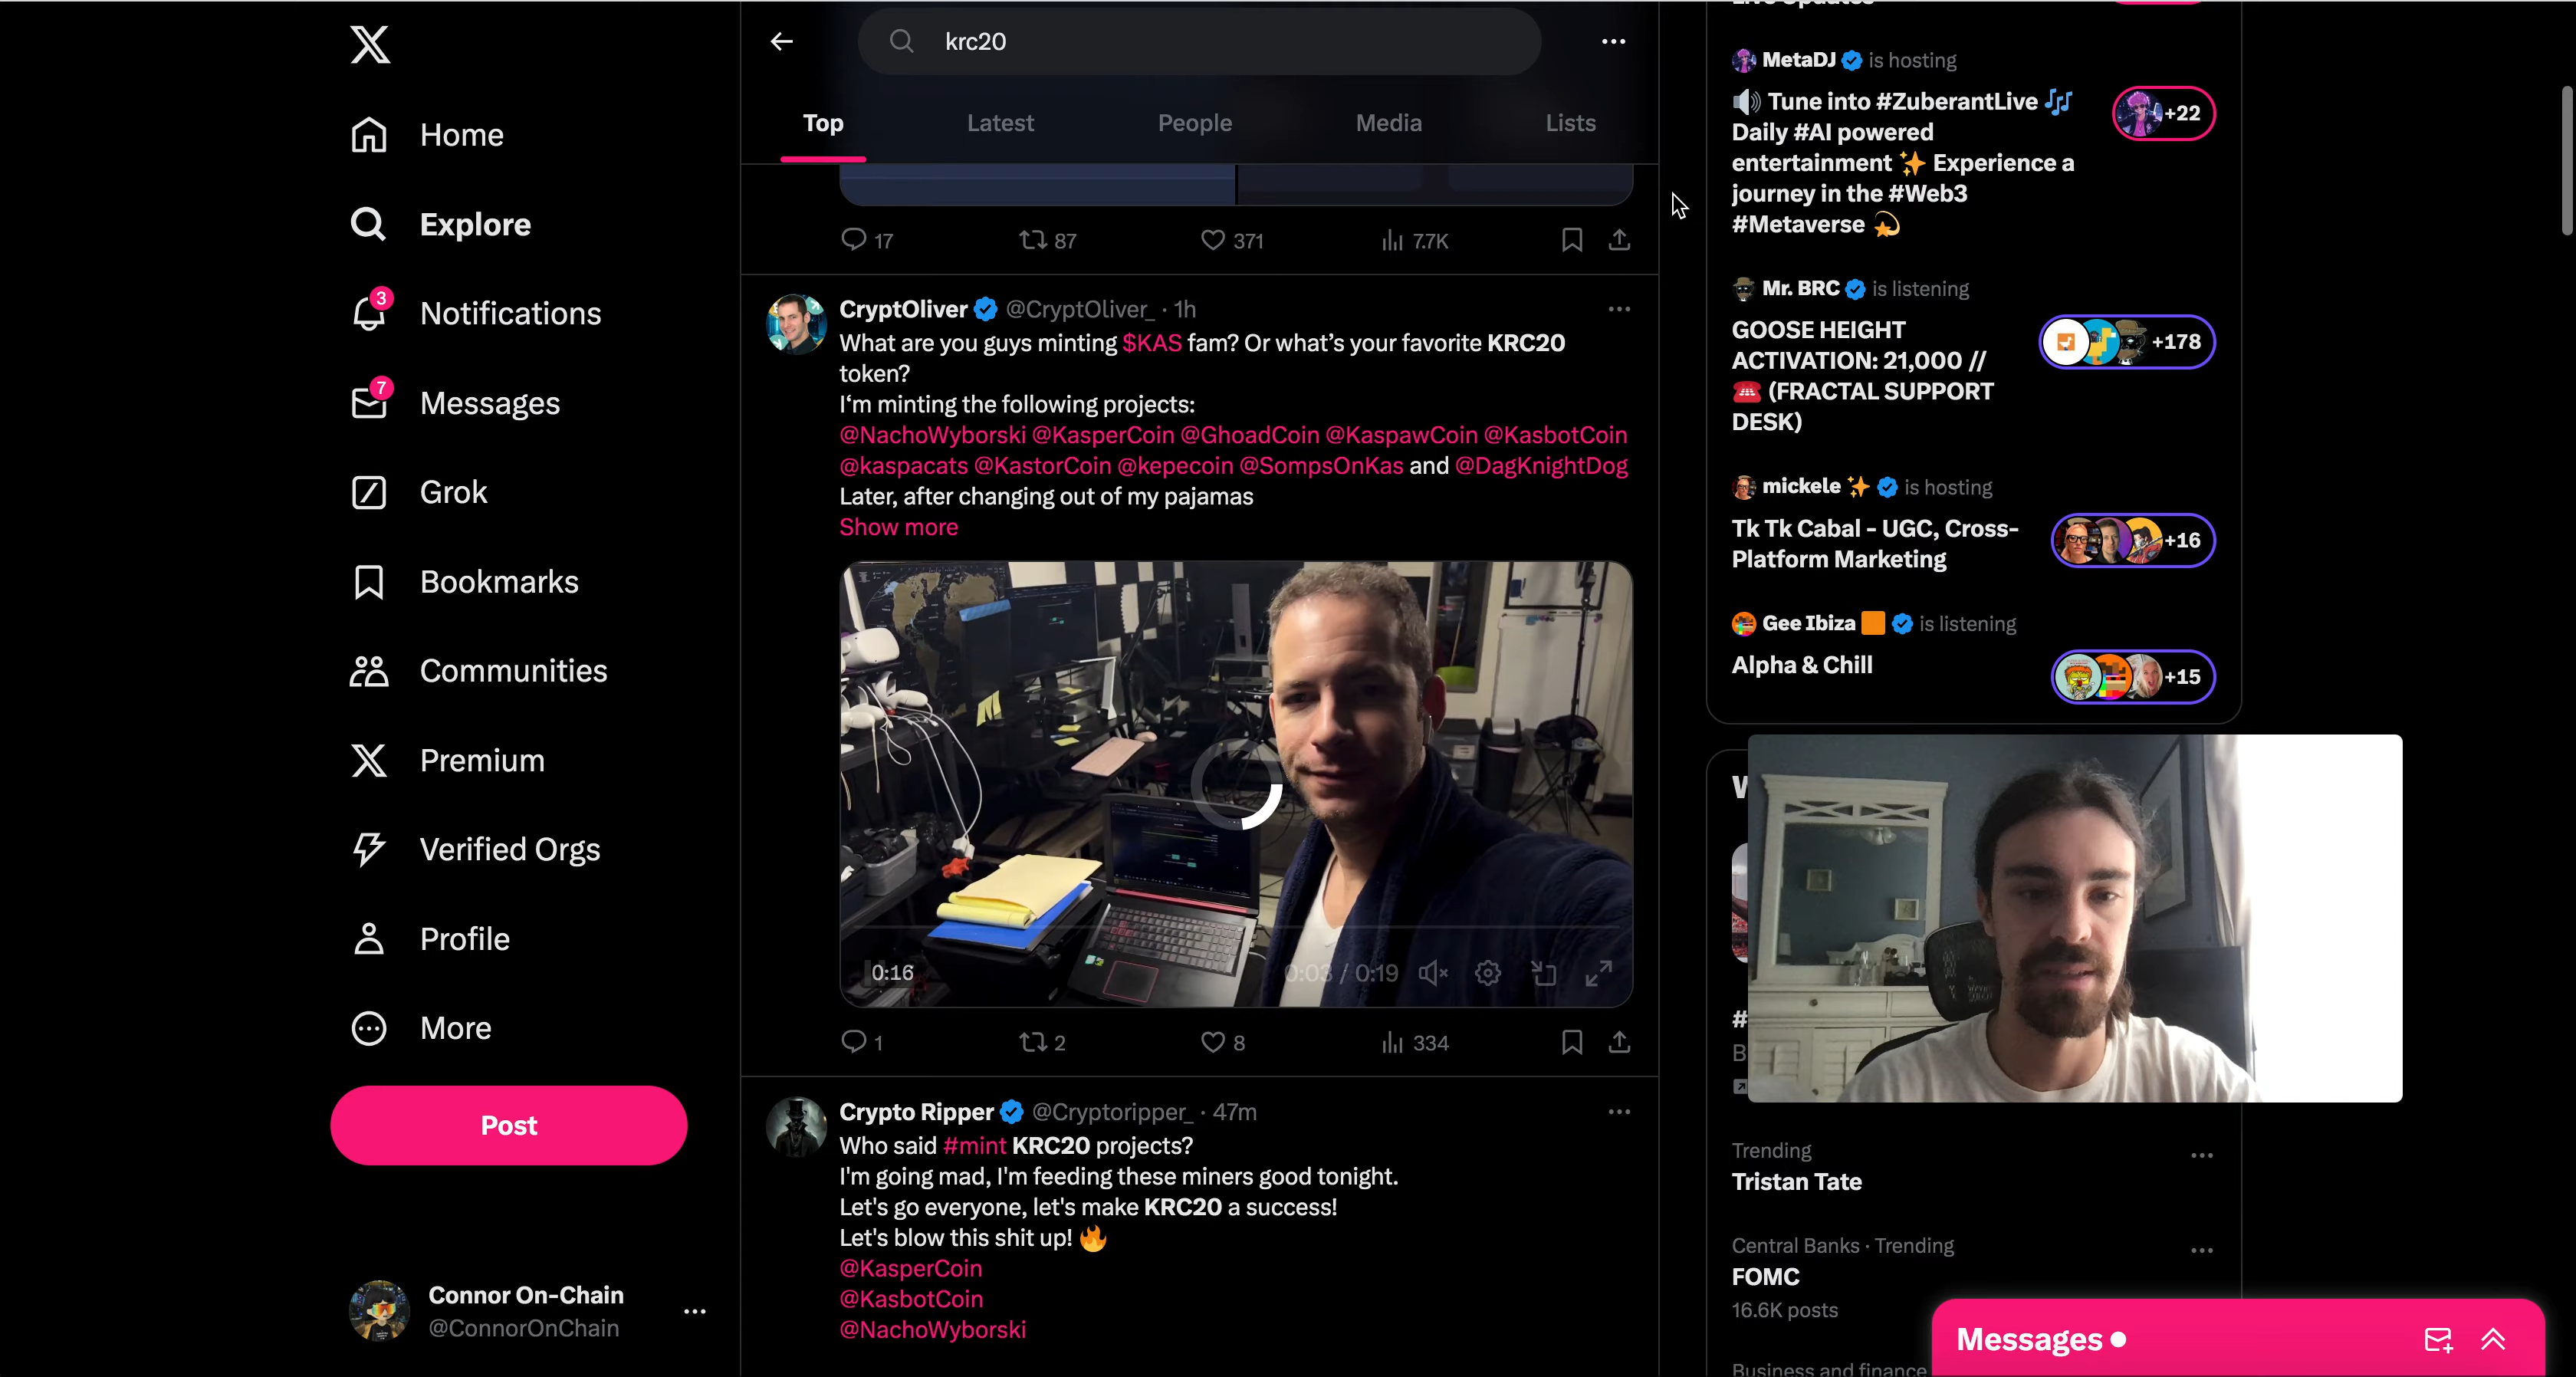 Home
Explore
3
Notifications
7
Messages
Grok
Bookmarks
Communities
Premium
Verified Orgs
Profile
More
Post
Connor On-Chain
@ConnorOnChain
krc20
Top
Latest
People
Media
Lists
17
87
371
7.7K
CryptOliver @CryptOliver_ · 1h
What are you guys minting $KAS fam? Or what’s your favorite KRC20
token?
I‘m minting the following projects:
@NachoWyborski @KasperCoin @GhoadCoin @KaspawCoin @KasbotCoin
@kaspacats @KastorCoin @kepecoin @SompsOnKas and @DagKnightDog
Later, after changing out of my pajamas
Show more
0:16
0:03 / 0:19
1
2
8
334
Crypto Ripper @Cryptoripper_ · 47m
Who said #mint KRC20 projects?
I'm going mad, I'm feeding these miners good tonight.
Let's go everyone, let's make KRC20 a success!
Let's blow this shit up! 🔥
@KasperCoin
@KasbotCoin
@NachoWyborski
Live Updates
MetaDJ is hosting
🔊 Tune into #ZuberantLive 🎶
Daily #AI powered
entertainment ✨ Experience a
journey in the #Web3
#Metaverse 💫
+22
Mr. BRC is listening
GOOSE HEIGHT
ACTIVATION: 21,000 //
☎️ (FRACTAL SUPPORT
DESK)
+178
mickele ✨ is hosting
Tk Tk Cabal - UGC, Cross-
Platform Marketing
+16
Gee Ibiza 🟧 is listening
Alpha & Chill
+15
#
B
Trending
Tristan Tate
Central Banks · Trending
FOMC
16.6K posts
Business and finance
Messages